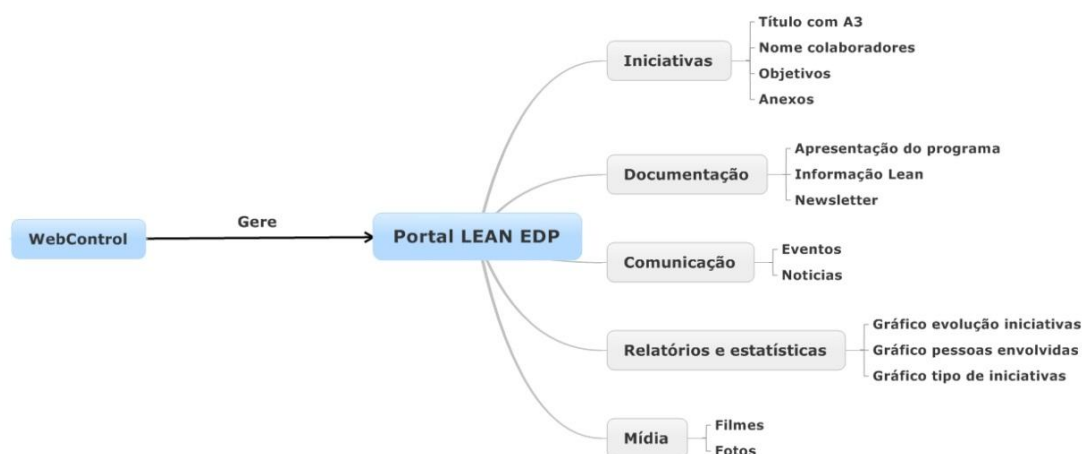 WebControl
Gere
Portal LEAN EDP
Iniciativas
Título com A3
Nome colaboradores
Objetivos
Anexos
Documentação
Apresentação do programa
Informação Lean
Newsletter
Comunicação
Eventos
Noticias
Relatórios e estatísticas
Gráfico evolução iniciativas
Gráfico pessoas envolvidas
Gráfico tipo de iniciativas
Mídia
Filmes
Fotos